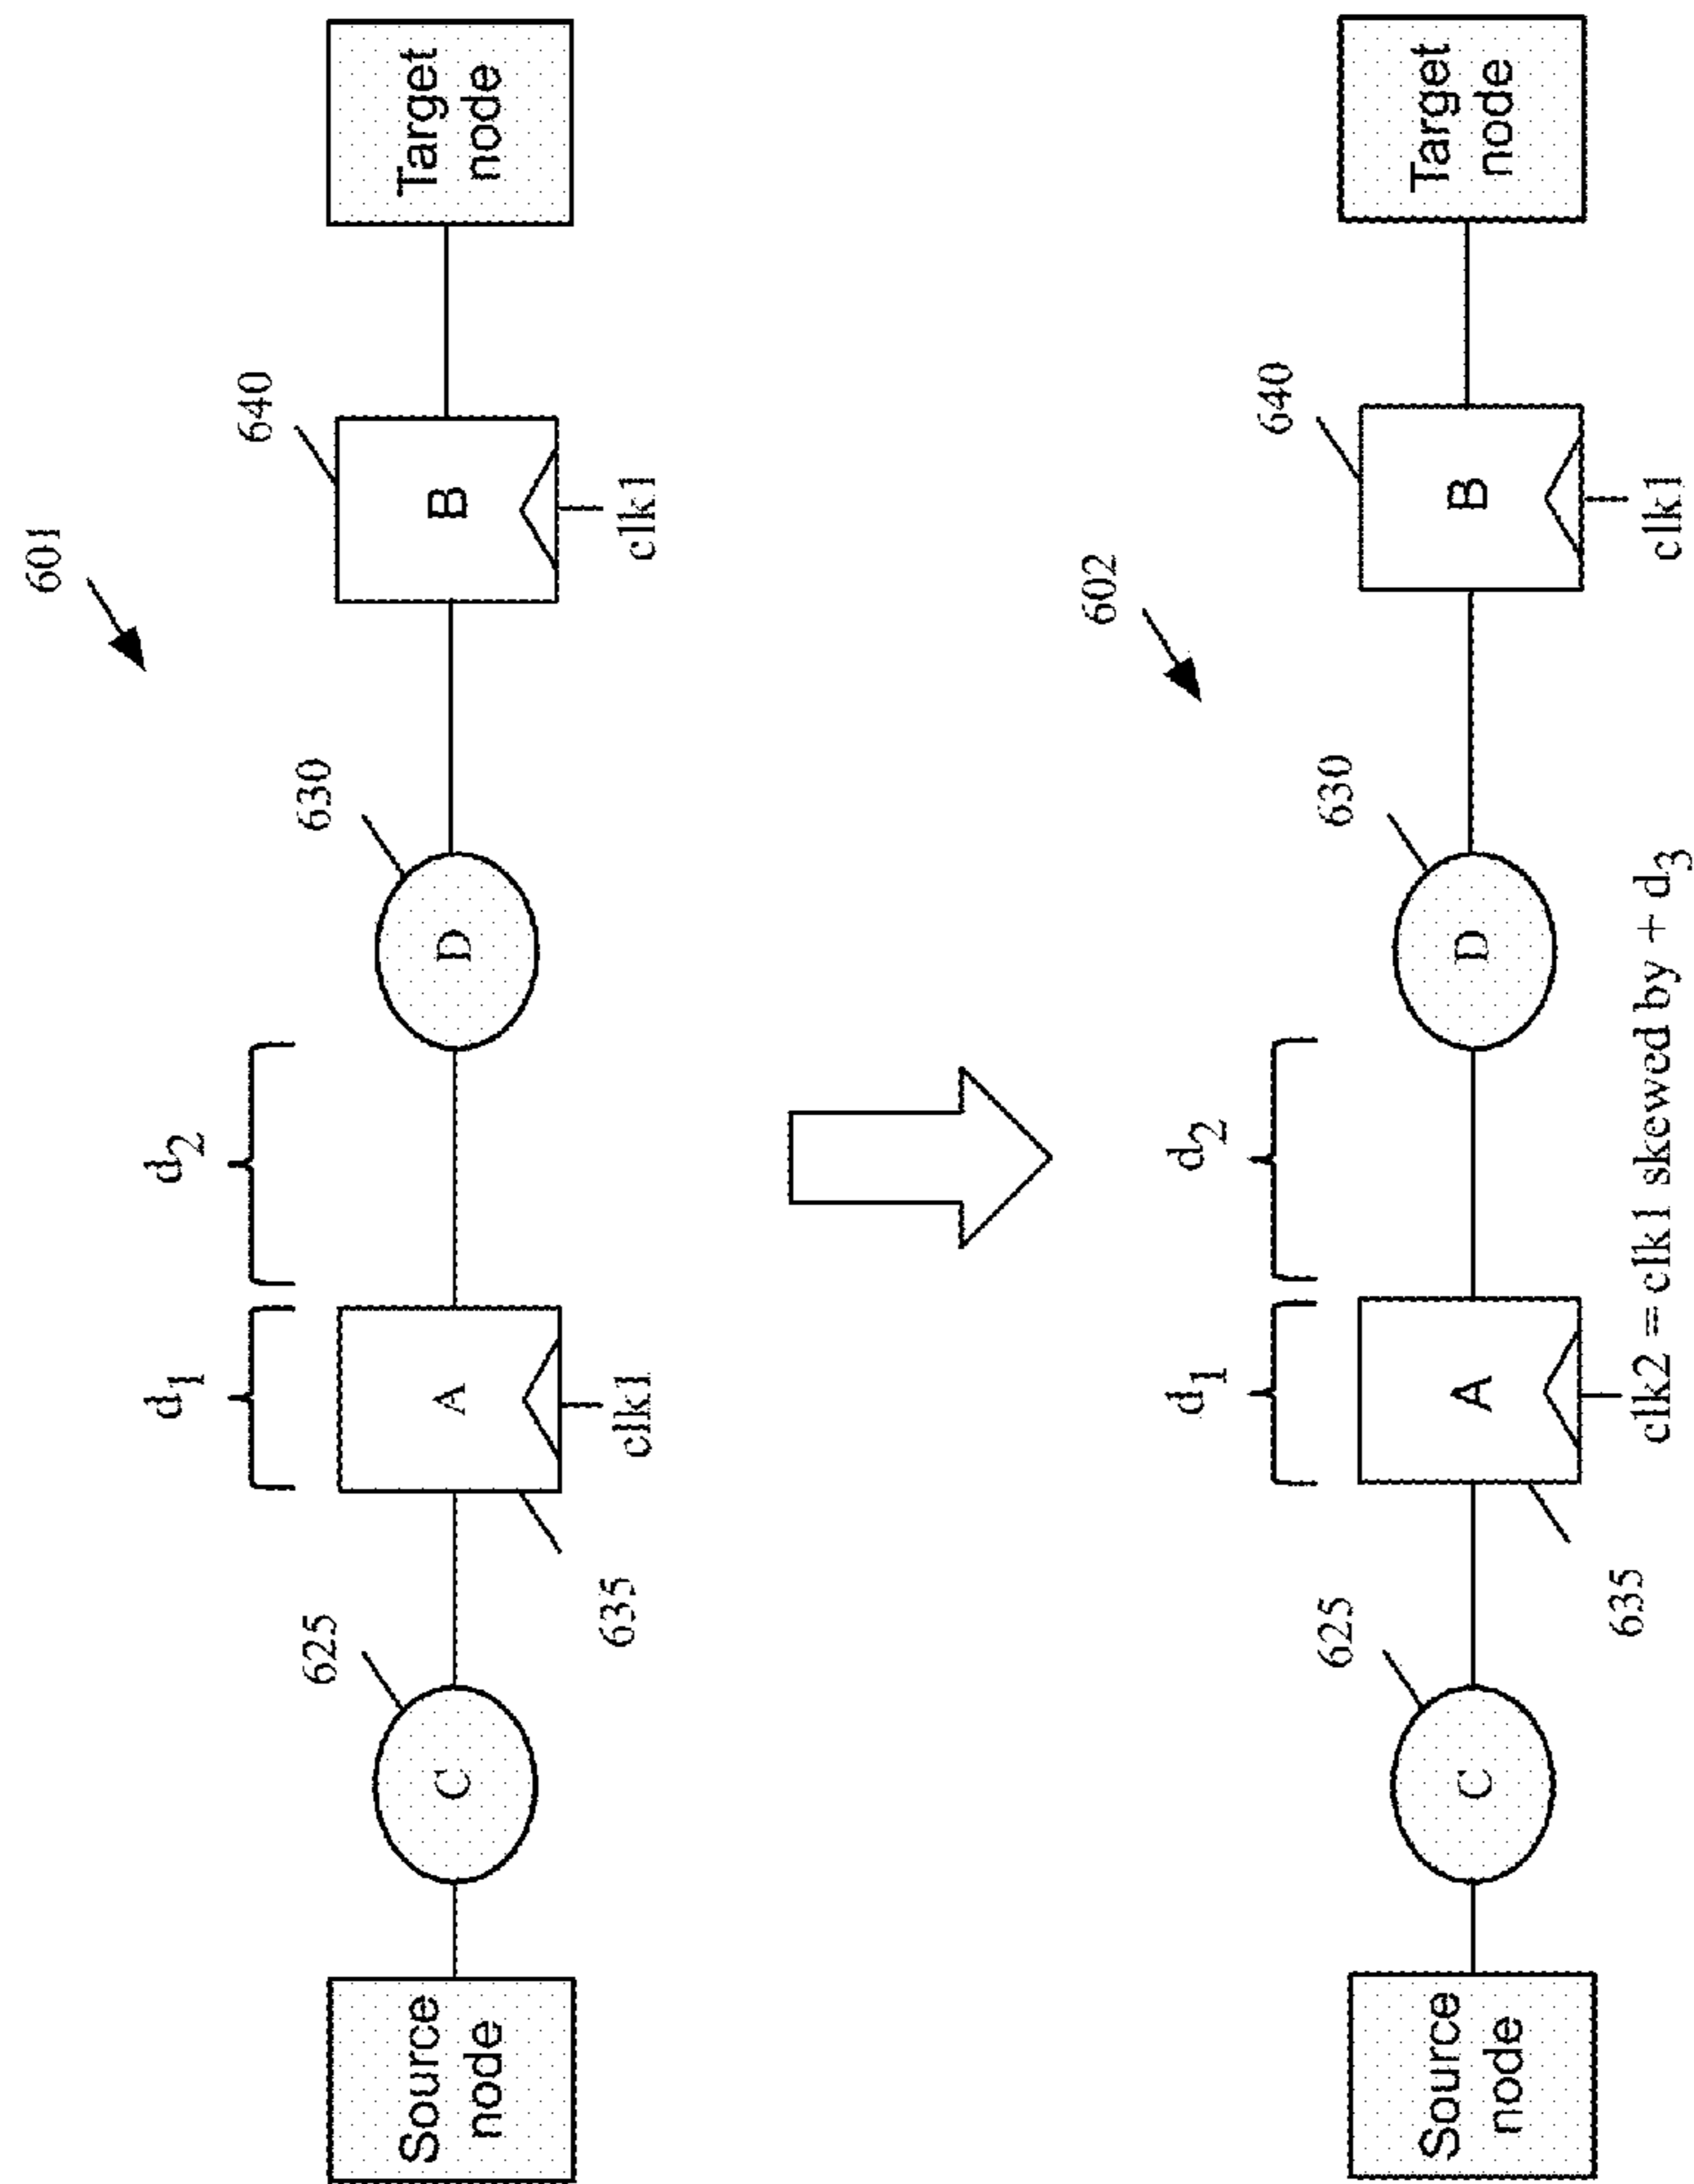 601
d1
d2
625
630
640
Source
node
C
A
D
B
Target
node
635
clk1
clk1
602
d1
d2
625
630
640
Source
node
C
A
D
B
Target
node
635
clk2 = clk1 skewed by + d3
clk1